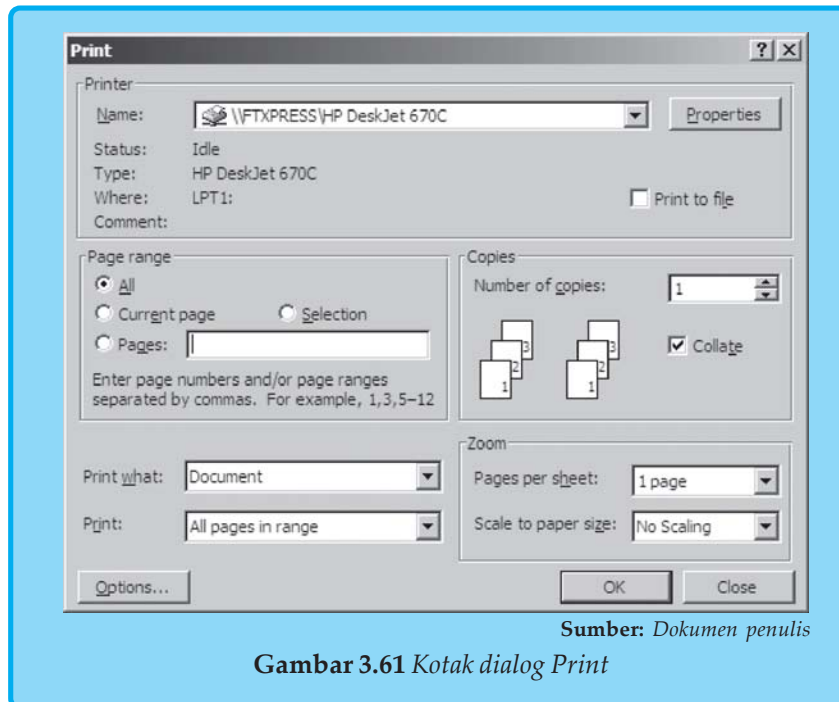 Print
Printer
Name: \\FTXPRESS\HP DeskJet 670C Properties
Status: Idle
Type: HP DeskJet 670C
Where: LPT1: Print to file
Comment:
Page range
All
Current page Selection
Pages:
Enter page numbers and/or page ranges
separated by commas. For example, 1,3,5–12
Copies
Number of copies: 1
1 2 3 1 2 3 Collate
Print what: Document
Print: All pages in range
Zoom
Pages per sheet: 1 page
Scale to paper size: No Scaling
Options... OK Close
Sumber: Dokumen penulis
Gambar 3.61 Kotak dialog Print